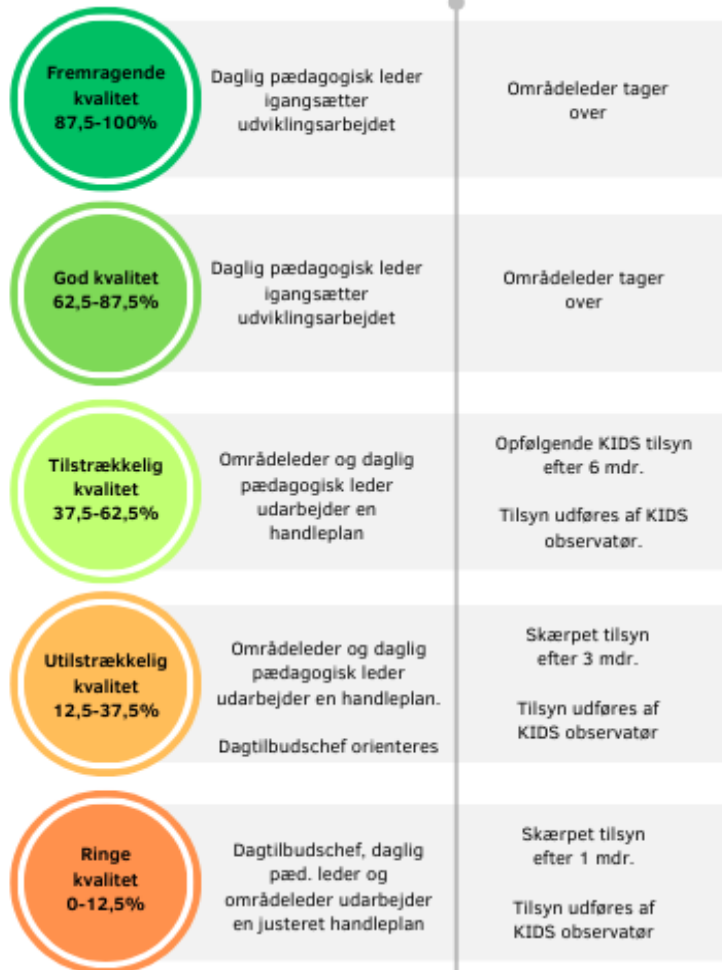 Fremragende
kvalitet
87,5-100%
Daglig pædagogisk leder
igangsætter
udviklingsarbejdet
Områdeleder tager
over
God kvalitet
62,5-87,5%
Daglig pædagogisk leder
igangsætter
udviklingsarbejdet
Områdeleder tager
over
Tilstrækkelig
kvalitet
37,5-62,5%
Områdeleder og daglig
pædagogisk leder
udarbejder en
handleplan
Opfølgende KIDS tilsyn
efter 6 mdr.
Tilsyn udføres af KIDS
observatør.
Utilstrækkelig
kvalitet
12,5-37,5%
Områdeleder og daglig
pædagogisk leder
udarbejder en handleplan.
Dagtilbudschef orienteres
Skærpet tilsyn
efter 3 mdr.
Tilsyn udføres af
KIDS observatør
Ringe
kvalitet
0-12,5%
Dagtilbudschef, daglig
pæd. leder og
områdeleder udarbejder
en justeret handleplan
Skærpet tilsyn
efter 1 mdr.
Tilsyn udføres af
KIDS observatør